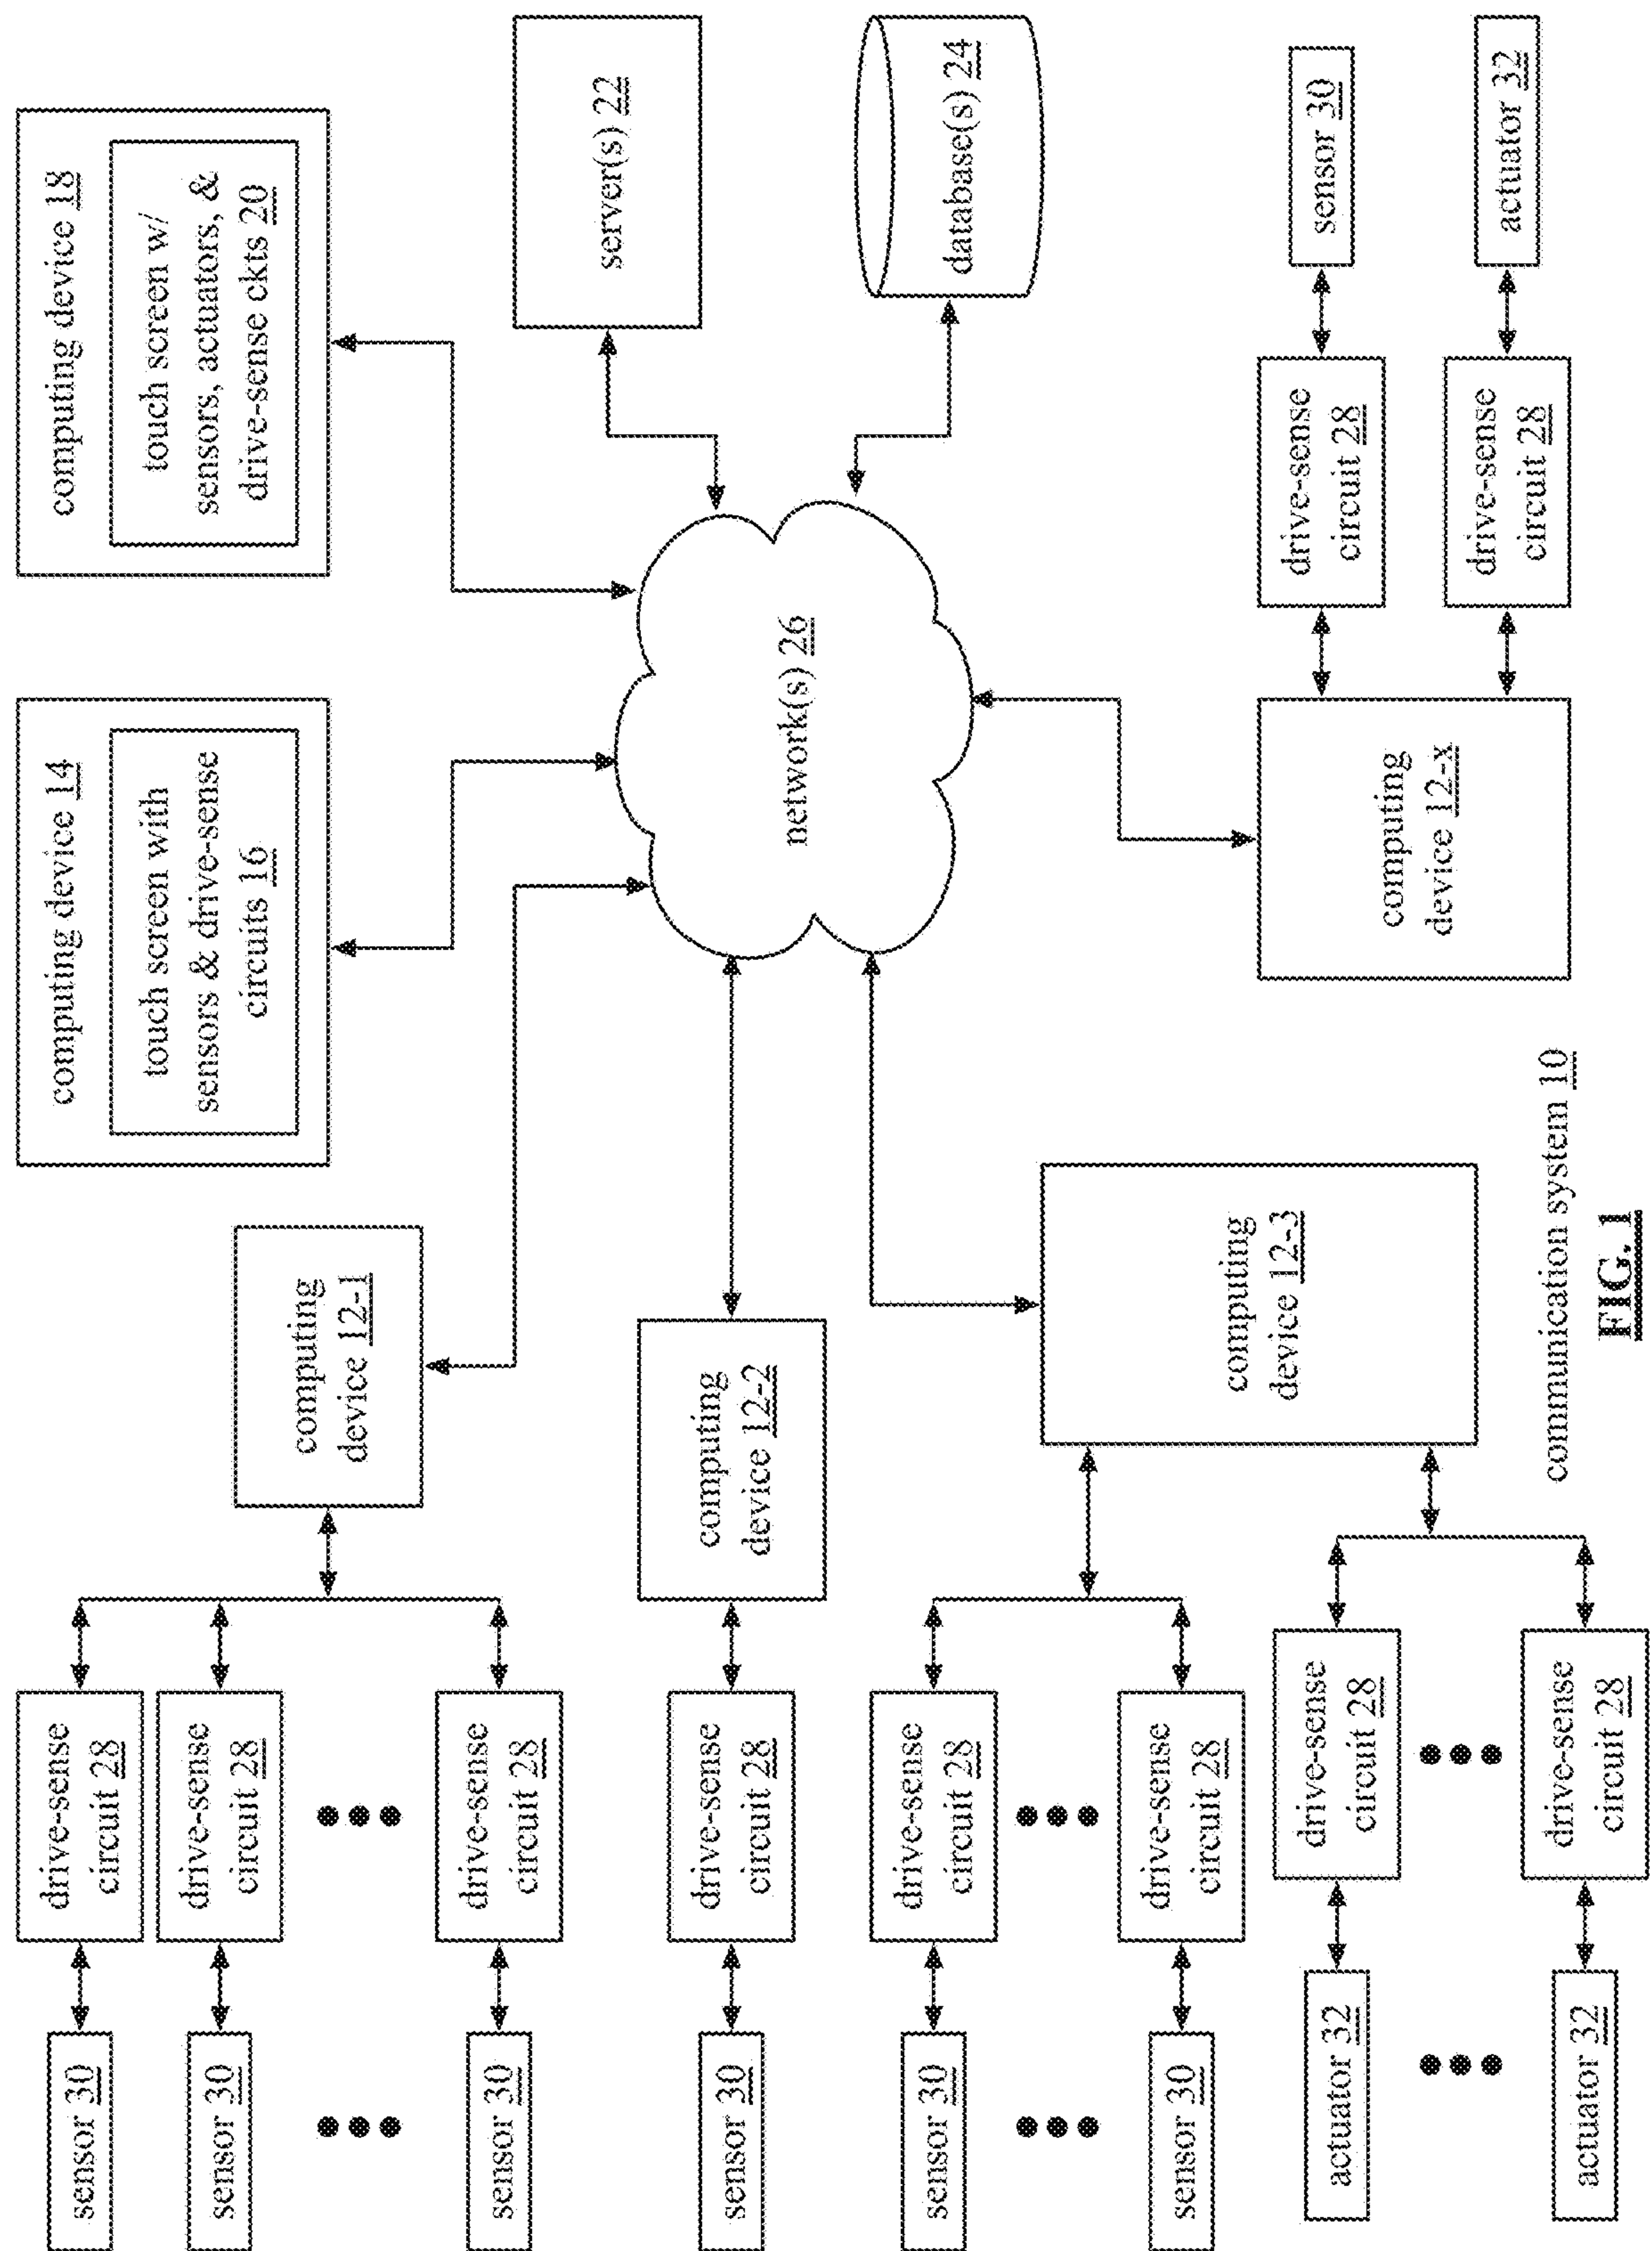 sensor 30
drive-sense
circuit 28
sensor 30
drive-sense
circuit 28
sensor 30
drive-sense
circuit 28
computing
device 12-1
computing device 14
touch screen with
sensors & drive-sense
circuits 16
computing device 18
touch screen w/
sensors, actuators, &
drive-sense ckts 20
sensor 30
drive-sense
circuit 28
computing
device 12-2
network(s) 26
server(s) 22
database(s) 24
sensor 30
drive-sense
circuit 28
sensor 30
drive-sense
circuit 28
computing
device 12-3
actuator 32
drive-sense
circuit 28
actuator 32
drive-sense
circuit 28
computing
device 12-x
drive-sense
circuit 28
sensor 30
drive-sense
circuit 28
actuator 32
communication system 10
FIG. 1